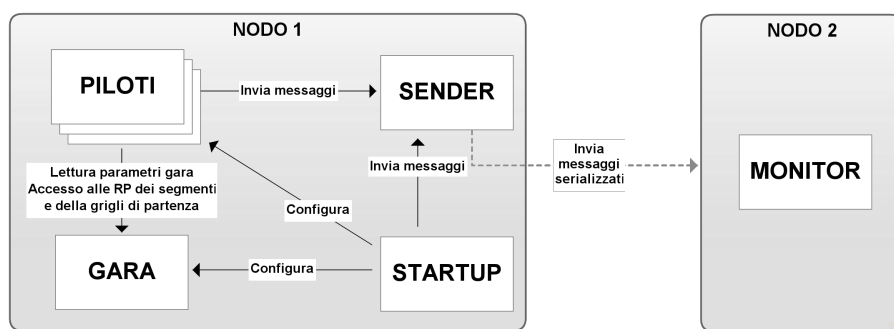 NODO 1
NODO 2
PILOTI
Invia messaggi
SENDER
Lettura parametri gara
Accesso alle RP dei segmenti
e della grigli di partenza
Invia messaggi
Invia
messaggi
serializzati
MONITOR
Configura
GARA
Configura
STARTUP